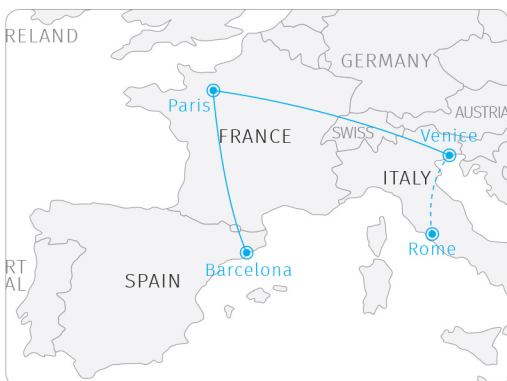 RELAND
GERMANY
Paris
AUSTRIA
FRANCE
SWISS
Venice
ITALY
Rome
RT
AL
Barcelona
SPAIN